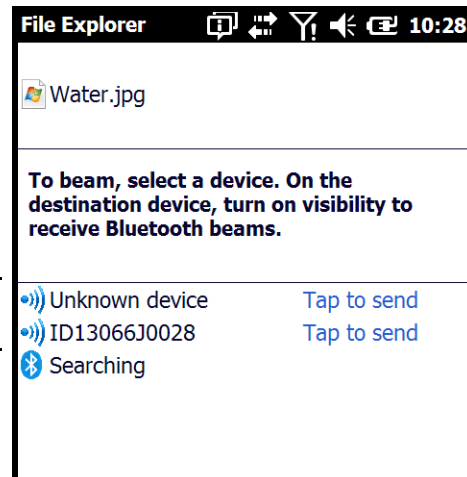 File Explorer 10:28
Water.jpg
To beam, select a device. On the
destination device, turn on visibility to
receive Bluetooth beams.
Unknown device Tap to send
ID13066J0028 Tap to send
Searching